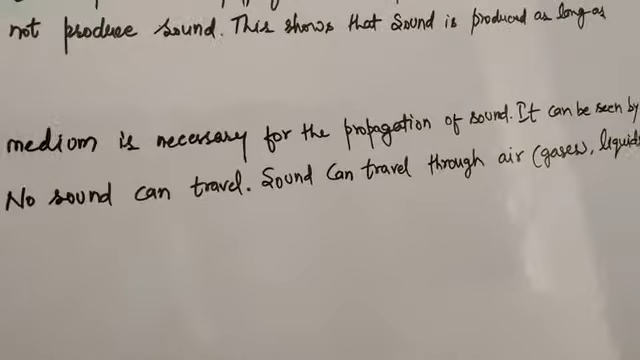 not produce sound. This shows that Sound is produced as long as
medium is necessary for the propagation of sound. It can be seen by
No sound can travel. Sound Can travel through air (gases, liquids